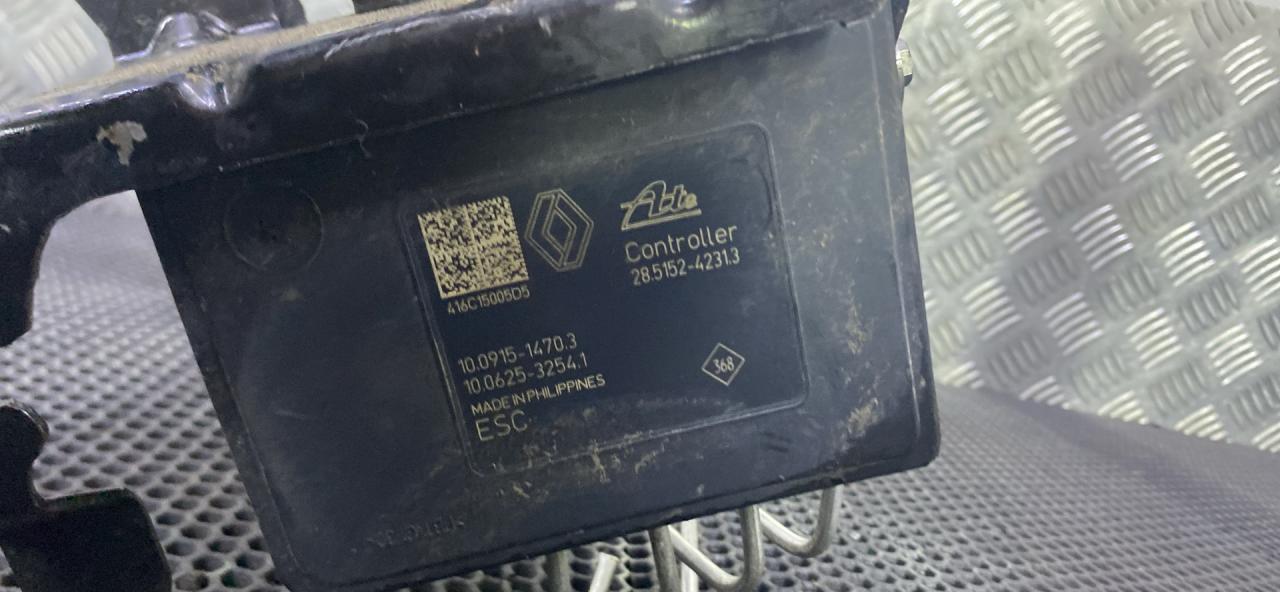 Ate
Controller
28.5152-4231.3
416C15005D5
10.0915-1470.3
10.0625-3254.1
368
MADE IN PHILIPPINES
ESC